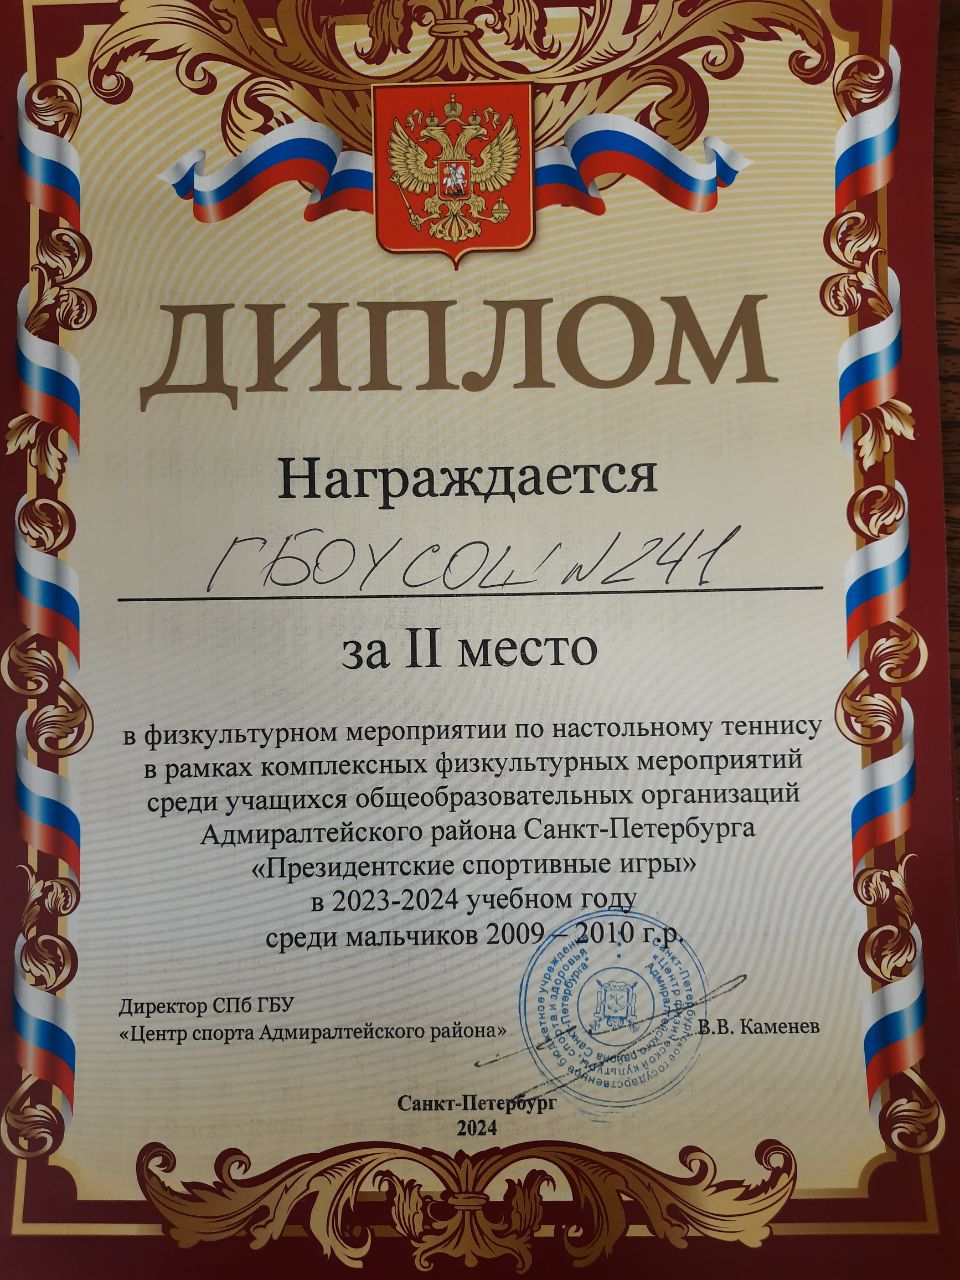 ДИПЛОМ
Награждается
ГБОУ СОШ N 241
за II место
в физкультурном мероприятии по настольному теннису
в рамках комплексных физкультурных мероприятий
среди учащихся общеобразовательных организаций
Адмиралтейского района Санкт-Петербурга
«Президентские спортивные игры»
в 2023-2024 учебном году
среди мальчиков 2009 – 2010 г.р.
Директор СПб ГБУ
«Центр спорта Адмиралтейского района»
В.В. Каменев
Санкт-Петербург
2024